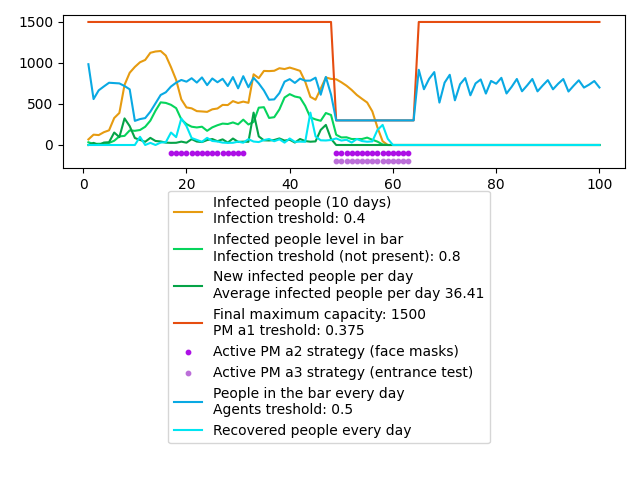 1500
1000
500
0
0
20
40
60
80
100
Infected people (10 days)
Infection treshold: 0.4
Infected people level in bar
Infection treshold (not present): 0.8
New infected people per day
Average infected people per day 36.41
Final maximum capacity: 1500
PM a1 treshold: 0.375
Active PM a2 strategy (face masks)
Active PM a3 strategy (entrance test)
People in the bar every day
Agents treshold: 0.5
Recovered people every day